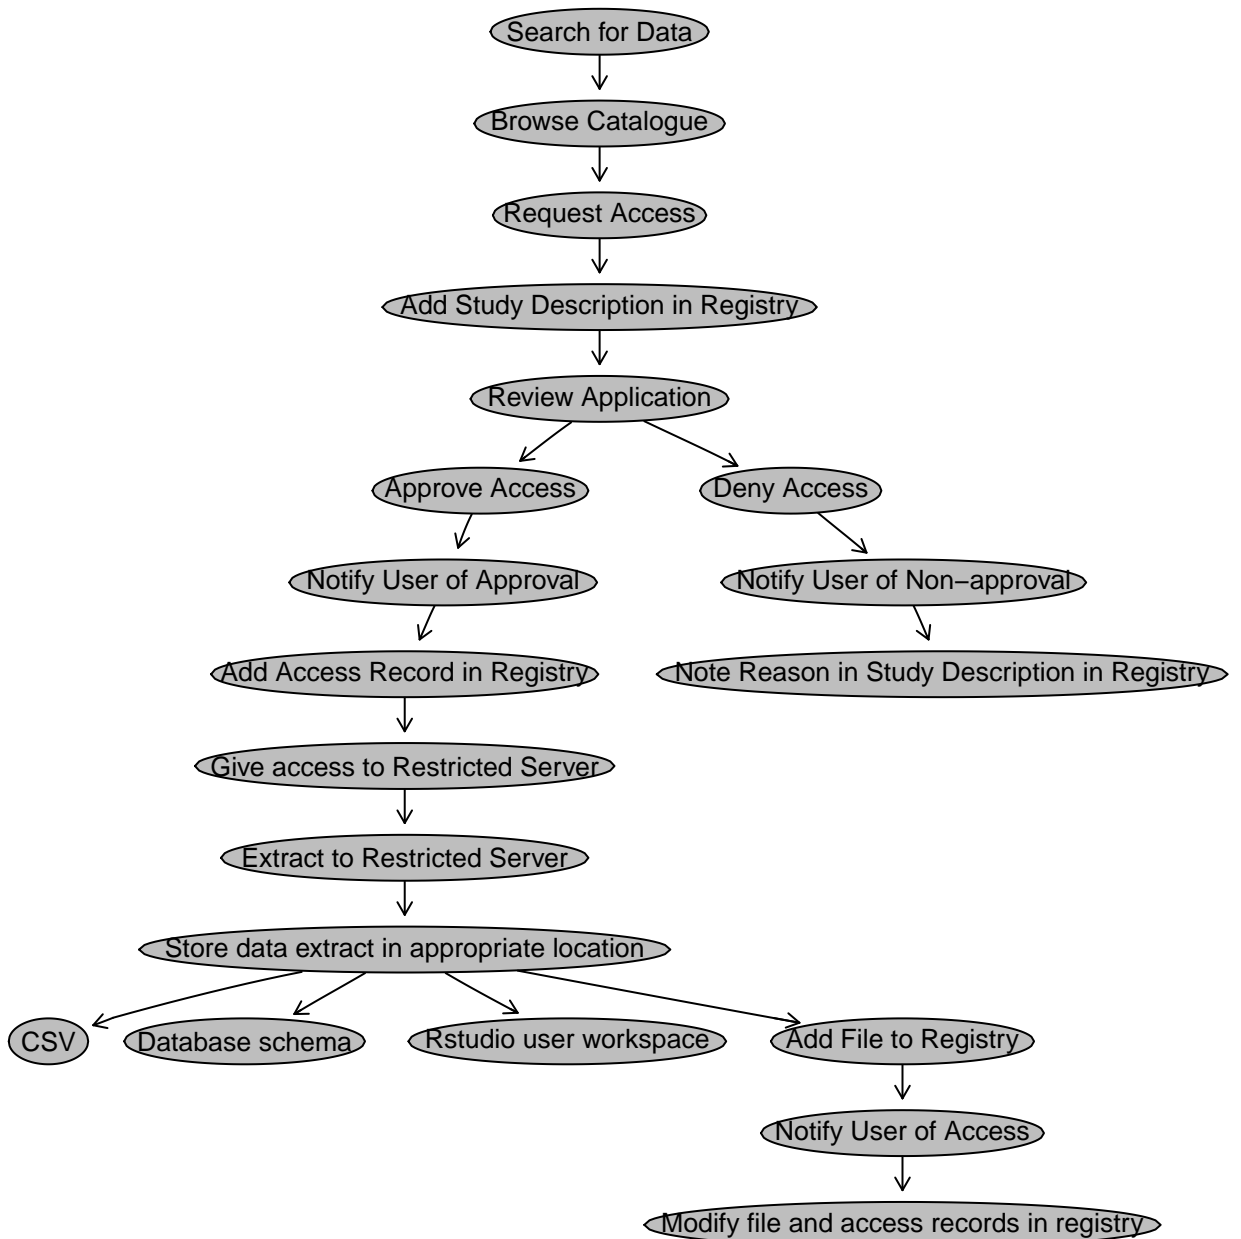 Search for Data
Browse Catalogue
Request Access
Add Study Description in Registry
Review Application
Approve Access
Deny Access
Notify User of Approval
Notify User of Non−approval
Add Access Record in Registry
Note Reason in Study Description in Registry
Give access to Restricted Server
Extract to Restricted Server
Store data extract in appropriate location
CSV
Database schema
Rstudio user workspace
Add File to Registry
Notify User of Access
Modify file and access records in registry